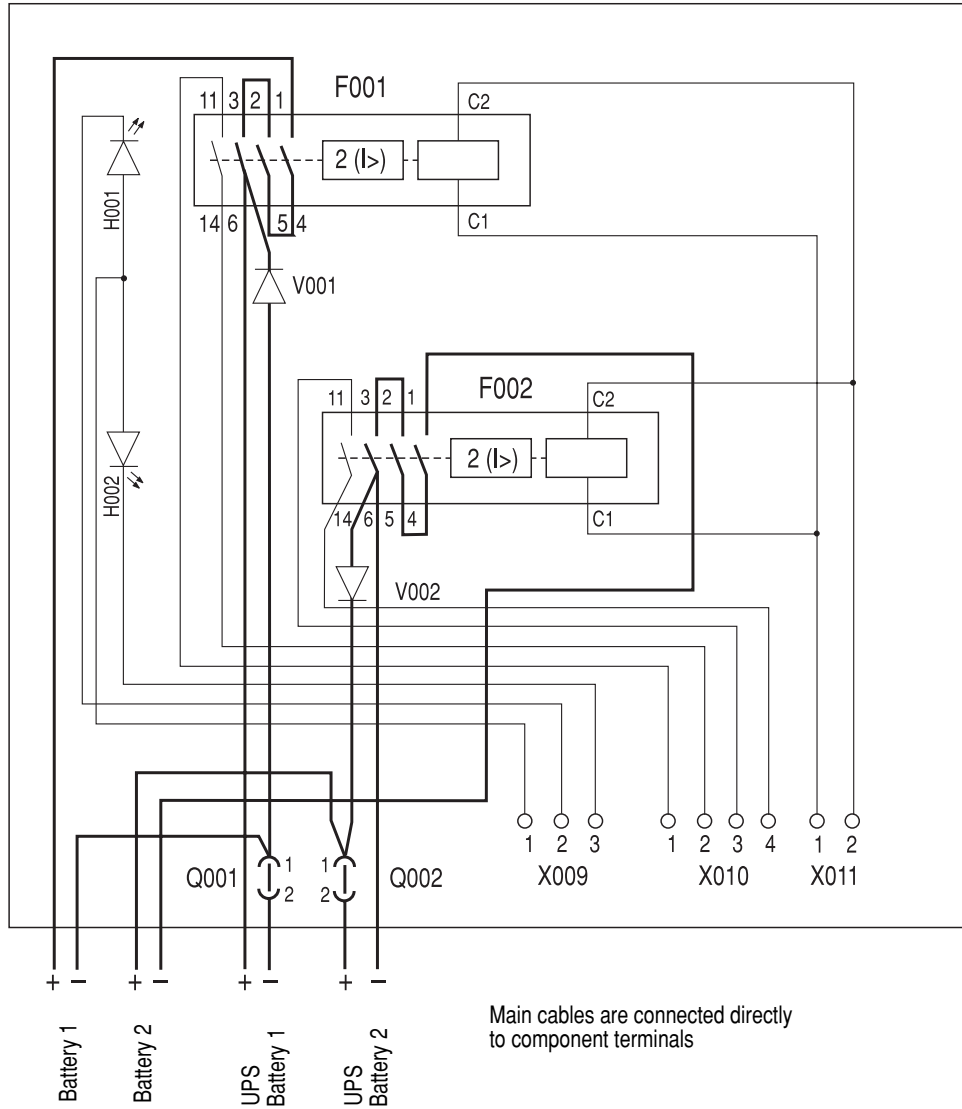 F001
11 3 2 1
C2
2 (I>)
H001
14 6 5 4
C1
V001
F002
11 3 2 1
C2
2 (I>)
H002
14 6 5 4
C1
V002
Q001
1
2
1
2
Q002
1 2 3
X009
1 2 3 4
X010
1 2
X011
+ − + − + − + −
Battery 1
Battery 2
UPS
Battery 1
UPS
Battery 2
Main cables are connected directly
to component terminals